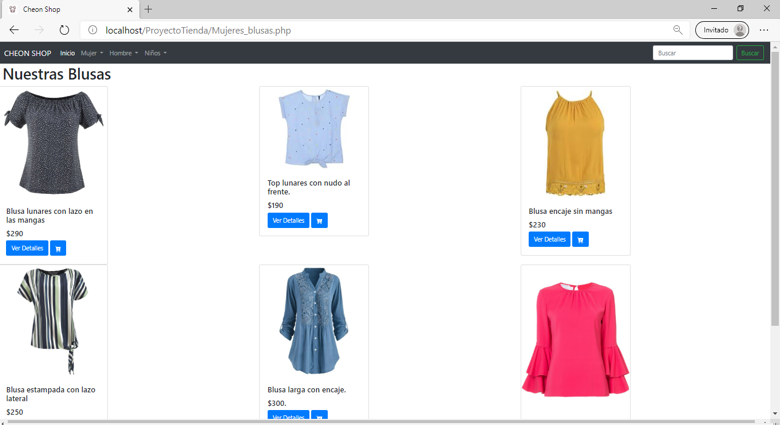 Cheon Shop
localhost/ProyectoTienda/Mujeres_blusas.php
Invitado
CHEON SHOP Inicio Mujer Hombre Niños Buscar Buscar
Nuestras Blusas
Blusa lunares con lazo en
las mangas
$290
Ver Detalles
Top lunares con nudo al
frente.
$190
Ver Detalles
Blusa encaje sin mangas
$230
Ver Detalles
Blusa estampada con lazo
lateral
$250
Blusa larga con encaje.
$300.
Ver Detalles